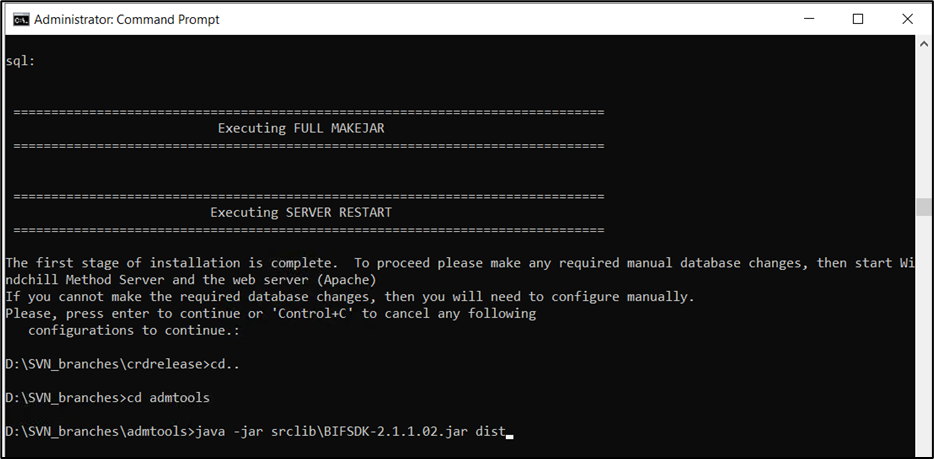 Administrator: Command Prompt
sql:
==============================================================================
Executing FULL MAKEJAR
==============================================================================
==============================================================================
Executing SERVER RESTART
==============================================================================
The first stage of installation is complete.  To proceed please make any required manual database changes, then start Wi
ndchill Method Server and the web server (Apache)
If you cannot make the required database changes, then you will need to configure manually.
Please, press enter to continue or 'Control+C' to cancel any following
   configurations to continue.:
D:\SVN_branches\crdrelease>cd..
D:\SVN_branches>cd admtools
D:\SVN_branches\admtools>java -jar srclib\BIFSDK-2.1.1.02.jar dist